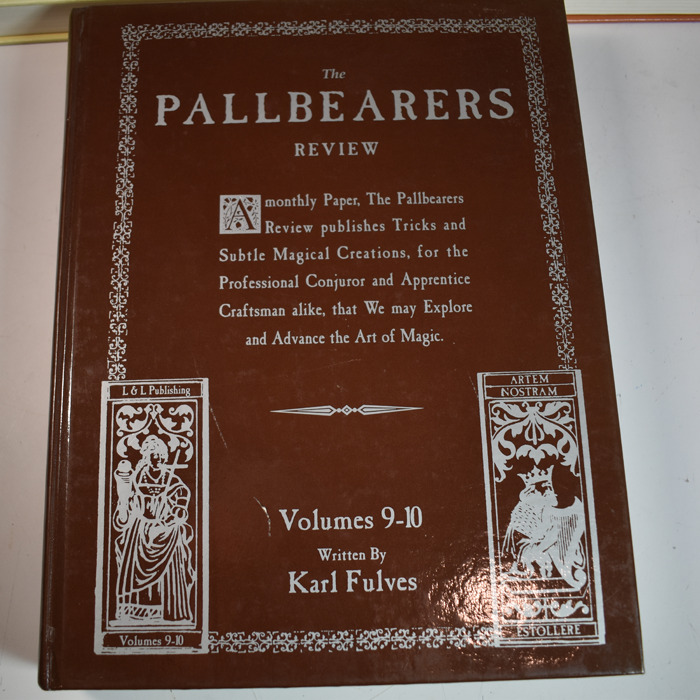 The
PALLBEARERS
REVIEW
A monthly Paper, The Pallbearers
Review publishes Tricks and
Subtle Magical Creations, for the
Professional Conjuror and Apprentice
Craftsman alike, that We may Explore
and Advance the Art of Magic.
L & L Publishing
ARTEM
NOSTRAM
Volumes 9-10
Written By
Karl Fulves
Volumes 9-10
ESTOLLERE